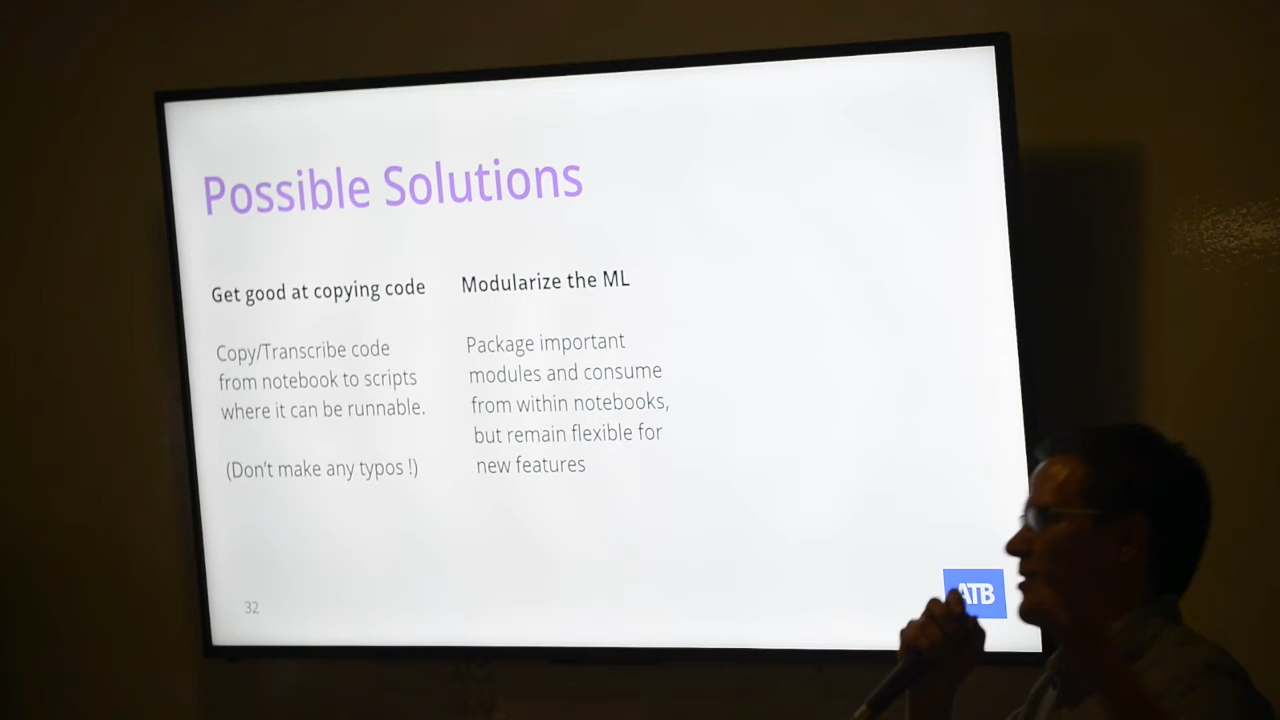 Possible Solutions
Get good at copying code
Copy/Transcribe code
from notebook to scripts
where it can be runnable.
(Don't make any typos !)
Modularize the ML
Package important
modules and consume
from within notebooks,
but remain flexible for
new features
32
ATB